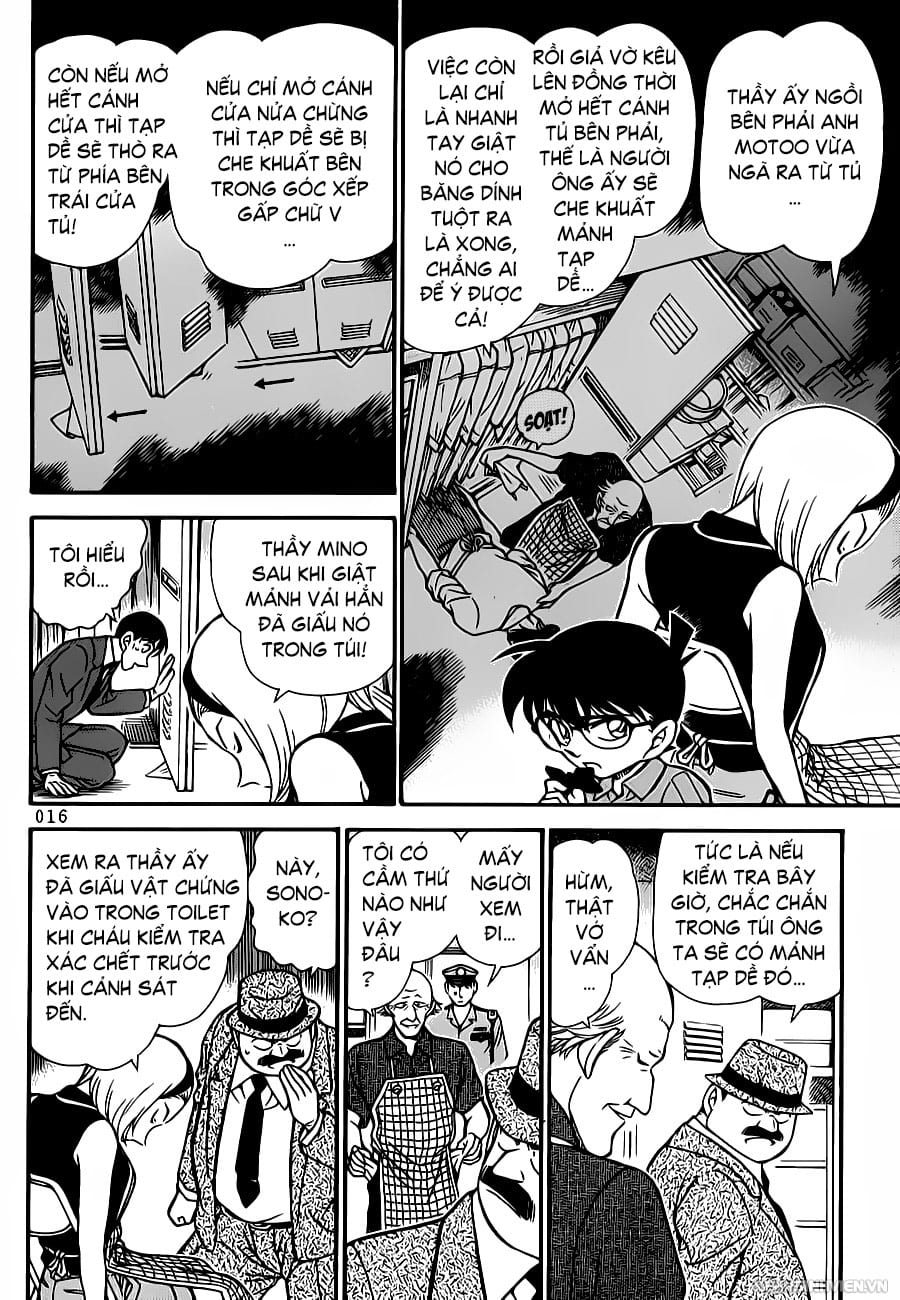 THẦY ẤY NGỒI
BÊN PHẢI ANH
MOTOO VỪA
NGÀ RA TỪ TỦ
...
RỒI GIẢ VỜ KÊU
LÊN ĐỒNG THỜI
MỞ HẾT CÁNH
TỦ BÊN PHẢI,
THẾ LÀ NGƯỜI
ÔNG ẤY SẼ
CHE KHUẤT
MẢNH
TẠP
DỀ...
VIỆC CÒN
LẠI CHỈ
LÀ NHANH
TAY GIẬT
NÓ CHO
BĂNG DÍNH
TUỘT RA
LÀ XONG,
CHẲNG AI
ĐỂ Ý ĐƯỢC
CẢ!
SOẠT!
NẾU CHỈ MỞ CÁNH
CỬA NỬA CHỪNG
THÌ TẠP DỀ SẼ BỊ
CHE KHUẤT BÊN
TRONG GÓC XẾP
GẤP CHỮ V
...
CÒN NẾU MỞ
HẾT CÁNH
CỬA THÌ TẠP
DỀ SẼ THÒ RA
TỪ PHÍA BÊN
TRÁI CỬA
TỦ!
THẦY MINO
SAU KHI GIẬT
MẢNH VẢI HẲN
ĐÃ GIẤU NÓ
TRONG TÚI!
TÔI HIỂU
RỒI...
016
TỨC LÀ NẾU
KIỂM TRA BÂY
GIỜ, CHẮC CHẮN
TRONG TÚI ÔNG
TA SẼ CÓ MẢNH
TẠP DỀ ĐÓ...
HỪM,
THẬT
VỚ
VẨN
...
MẤY
NGƯỜI
XEM
ĐI...
TÔI CÓ
CẦM THỨ
NÀO NHƯ
VẬY
ĐÂU
?
NÀY,
SONO-
KO?
XEM RA THẦY ẤY
ĐÃ GIẤU VẬT CHỨNG
VÀO TRONG TOILET
KHI CHÁU KIỂM TRA
XÁC CHẾT TRƯỚC
KHI CẢNH SÁT
ĐẾN.